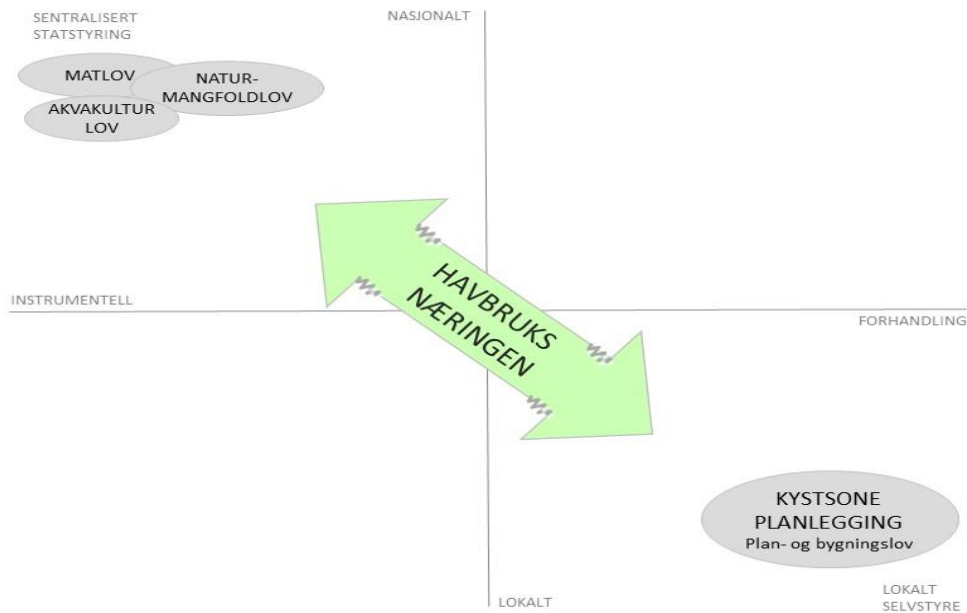 SENTRALISERT
STATSTYRING
NASJONALT
MATLOV
NATUR-
MANGFOLDLOV
AKVAKULTUR
LOV
INSTRUMENTELL
FORHANDLING
HAVBRUKS
NÆRINGEN
KYSTSONE
PLANLEGGING
Plan- og bygningslov
LOKALT
LOKALT
SELVSTYRE